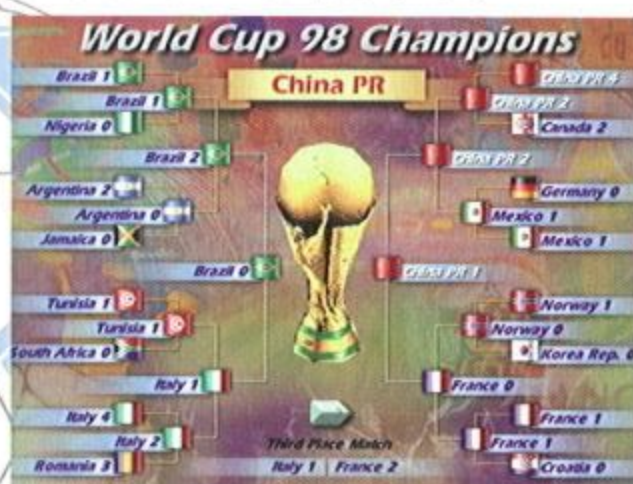 World Cup 98 Champions
China PR
Brazil 1
Brazil 1
Nigeria 0
Brazil 2
Argentina 2
Argentina 0
Jamaica 0
Brazil 0
Tunisia 1
Tunisia 1
South Africa 0
Italy 1
Italy 4
Italy 2
Romania 3
China PR 4
China PR 2
Canada 2
China PR 2
Germany 0
Mexico 1
Mexico 1
China PR 1
Norway 1
Norway 0
Korea Rep. 0
France 0
France 1
France 1
Croatia 0
Third Place Match
Italy 1 France 2